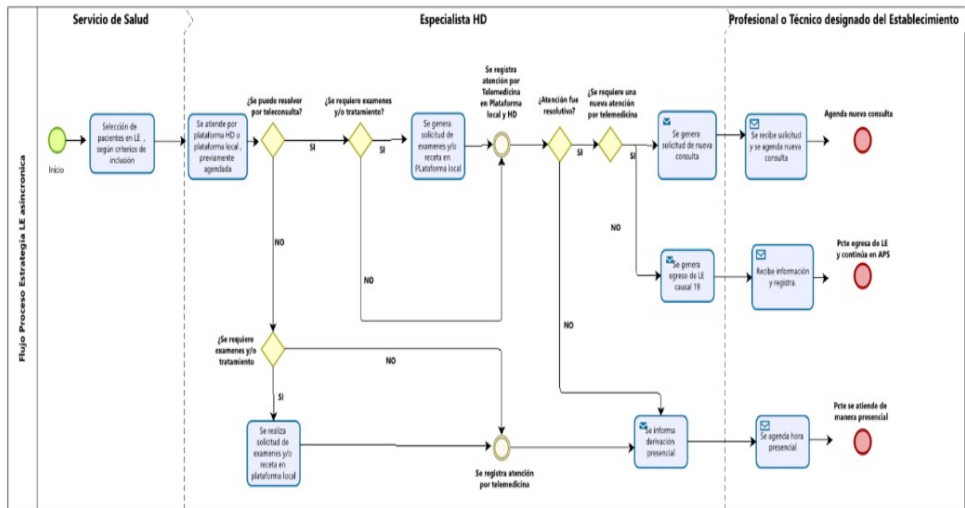 Servicio de Salud
Especialista HD
Profesional o Técnico designado del Establecimiento
Flujo Proceso Estrategia LE asincronica
Inicio
Selección de
pacientes en LE ,
según criterios de
inclusión
Se atiende por
plataforma HD o
plataforma local ,
previamente
agendada
¿Se puede resolver
por teleconsulta?
SI
NO
¿Se requiere examenes
y/o tratamiento?
SI
NO
Se genera
solicitud de
examenes y/o
receta en
PLataforma local
Se registra
atención por
Telemedicina
en Plataforma
local y HD
¿Atención fue
resolutivo?
SI
NO
¿Se requiere una
nueva atención
por telemedicina
SI
NO
Se genera
solicitud de nueva
consulta
Se recibe solicitud
y se agenda nueva
consulta
Agenda nueva consulta
Se genera
egreso de LE
causal 19
Recibe información
y registra.
Pcte egresa de LE
y continúa en APS
¿Se requiere
examenes y/o
tratamiento
NO
SI
Se realiza
solicitud de
examenes y/o
receta en
plataforma local
Se registra atención
por telemedicina
Se informa
derivación
presencial
Se agenda hora
presencial
Pcte se atiende de
manera presencial